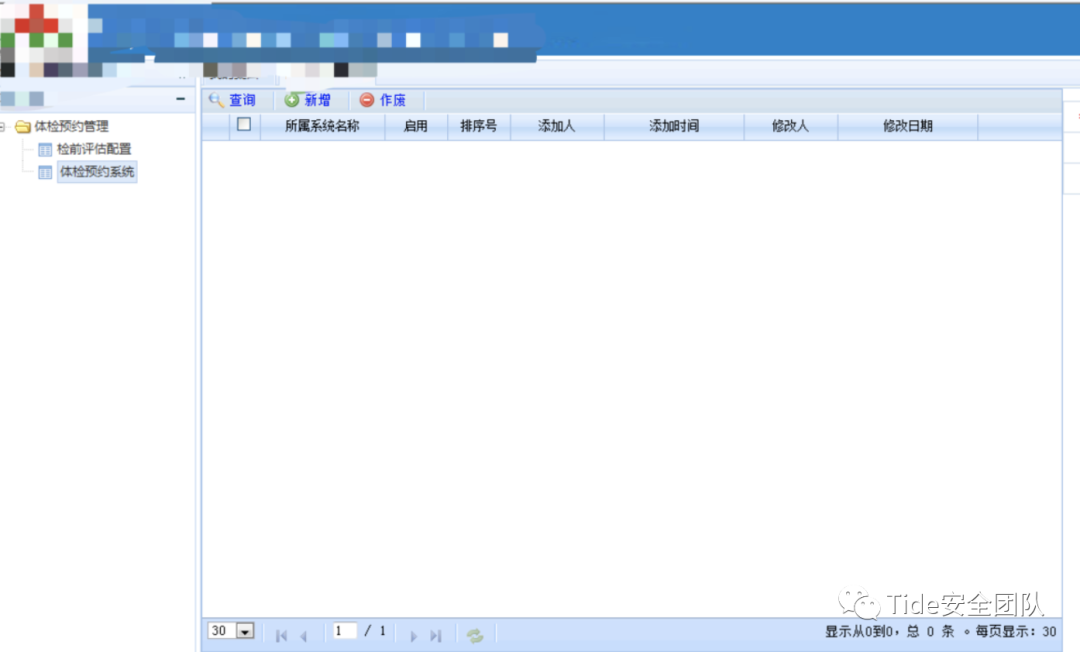 查询 新增 作废
体检预约管理
所属系统名称 启用 排序号 添加人 添加时间 修改人 修改日期
检前评估配置
体检预约系统
Tide安全团队
30 1 / 1 显示从0到0，总 0 条 。每页显示：30